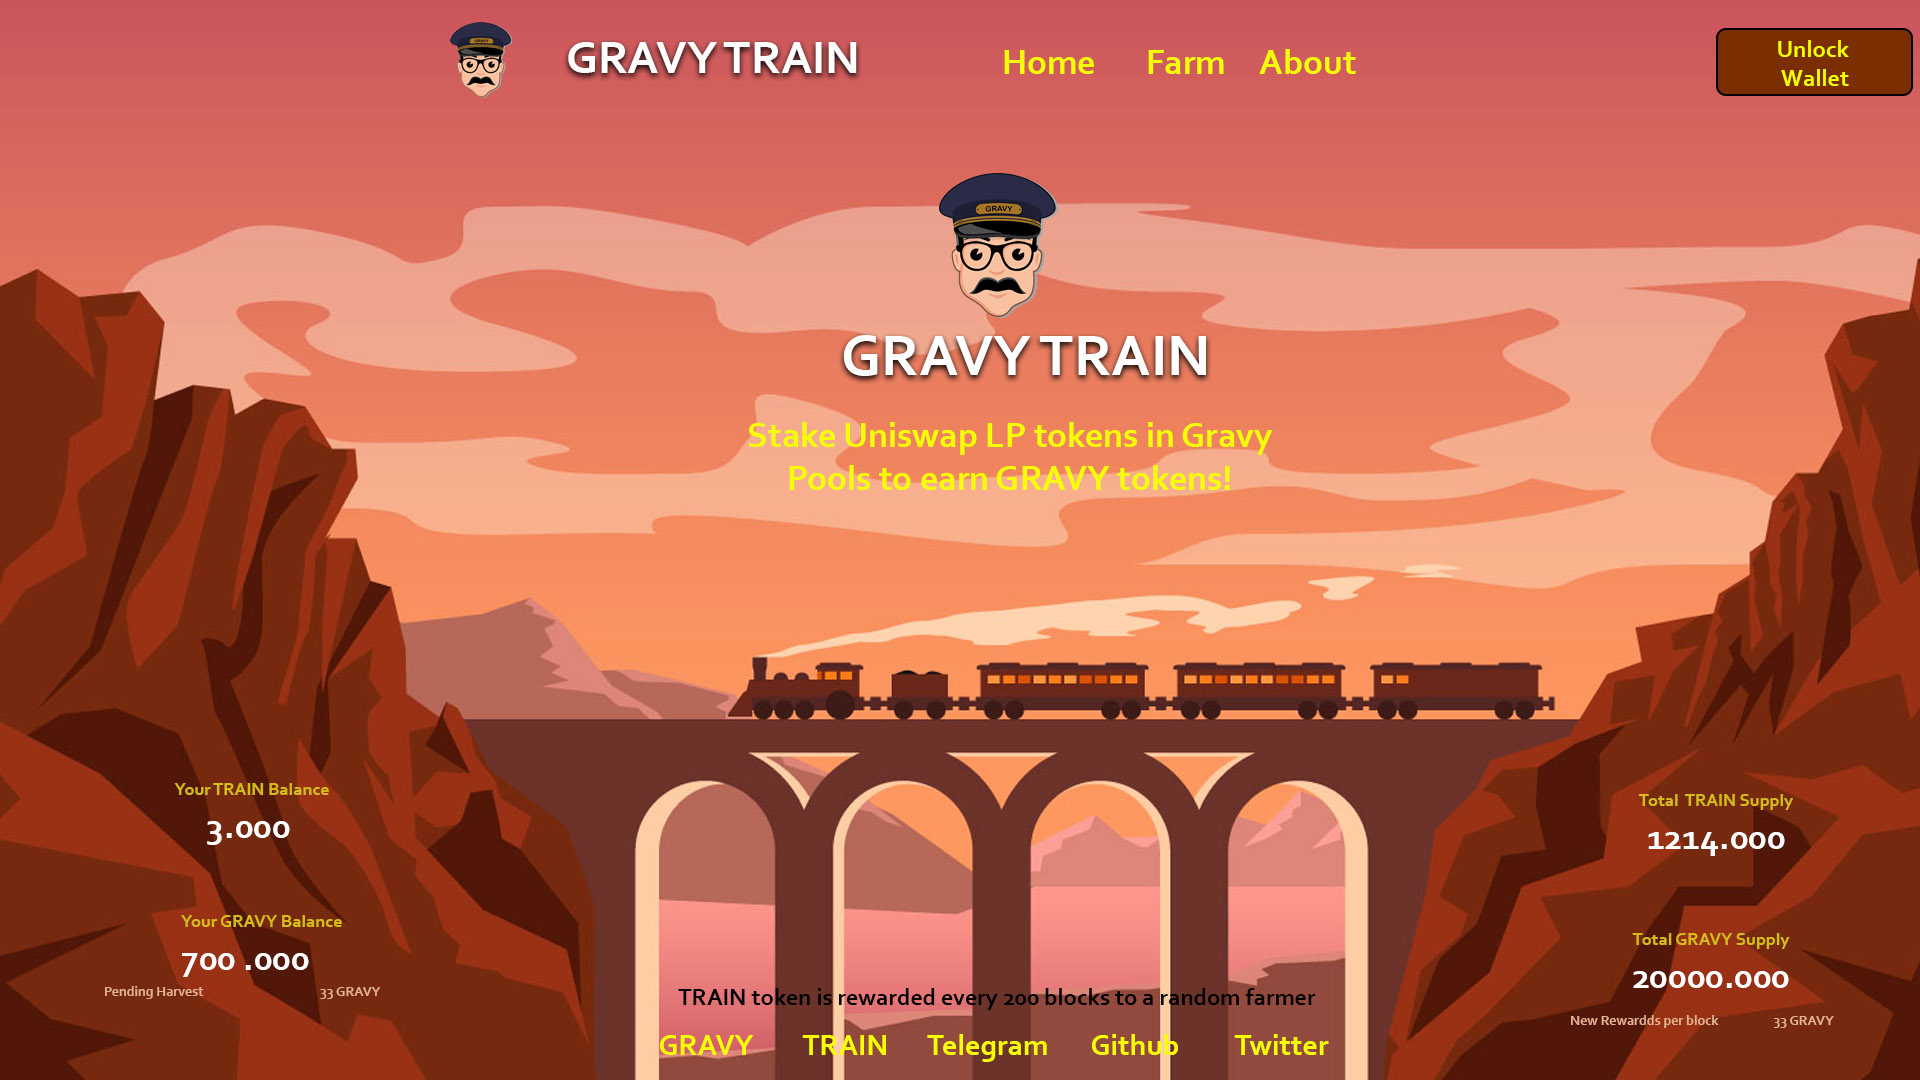 GRAVY
GRAVY TRAIN
Home Farm About
Unlock
Wallet
GRAVY
GRAVY TRAIN
Stake Uniswap LP tokens in Gravy
Pools to earn GRAVY tokens!
Your TRAIN Balance
3.000
Your GRAVY Balance
700 .000
Pending Harvest 33 GRAVY
Total TRAIN Supply
1214.000
Total GRAVY Supply
20000.000
New Rewardds per block 33 GRAVY
TRAIN token is rewarded every 200 blocks to a random farmer
GRAVY TRAIN Telegram Github Twitter